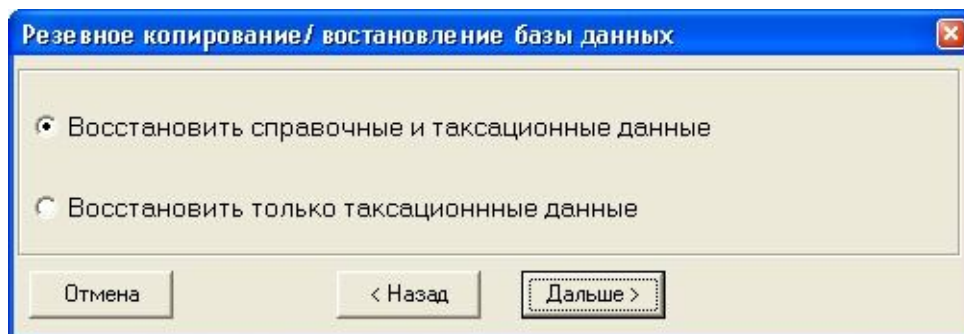 Резевное копирование/ востановление базы данных
Восстановить справочные и таксационные данные
Восстановить только таксационнные данные
Отмена
< Назад
Дальше >